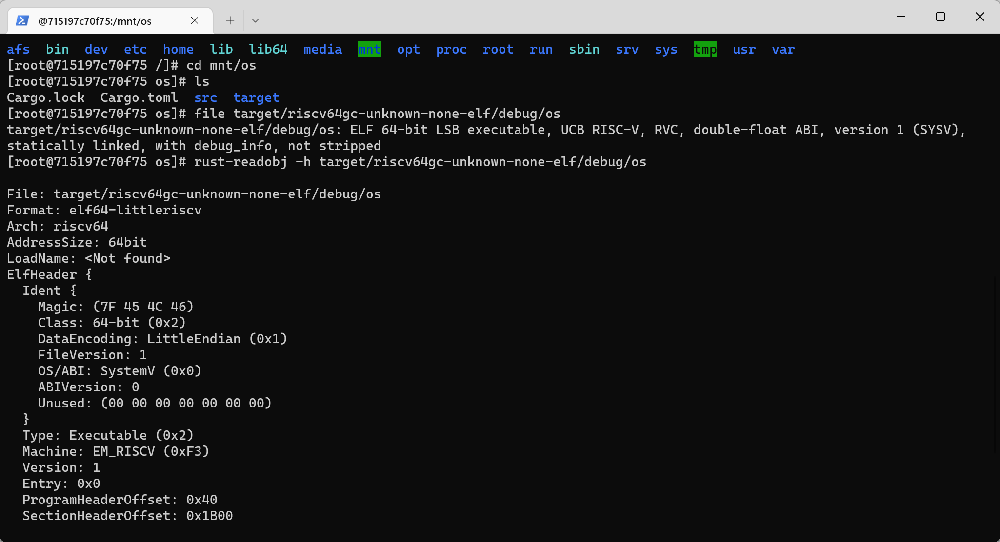 @715197c70f75:/mnt/os
afs  bin  dev  etc  home  lib  lib64  media  mnt  opt  proc  root  run  sbin  srv  sys  tmp  usr  var
[root@715197c70f75 /]# cd mnt/os
[root@715197c70f75 os]# ls
Cargo.lock  Cargo.toml  src  target
[root@715197c70f75 os]# file target/riscv64gc-unknown-none-elf/debug/os
target/riscv64gc-unknown-none-elf/debug/os: ELF 64-bit LSB executable, UCB RISC-V, RVC, double-float ABI, version 1 (SYSV),
statically linked, with debug_info, not stripped
[root@715197c70f75 os]# rust-readobj -h target/riscv64gc-unknown-none-elf/debug/os

File: target/riscv64gc-unknown-none-elf/debug/os
Format: elf64-littleriscv
Arch: riscv64
AddressSize: 64bit
LoadName: <Not found>
ElfHeader {
  Ident {
    Magic: (7F 45 4C 46)
    Class: 64-bit (0x2)
    DataEncoding: LittleEndian (0x1)
    FileVersion: 1
    OS/ABI: SystemV (0x0)
    ABIVersion: 0
    Unused: (00 00 00 00 00 00 00)
  }
  Type: Executable (0x2)
  Machine: EM_RISCV (0xF3)
  Version: 1
  Entry: 0x0
  ProgramHeaderOffset: 0x40
  SectionHeaderOffset: 0x1B00